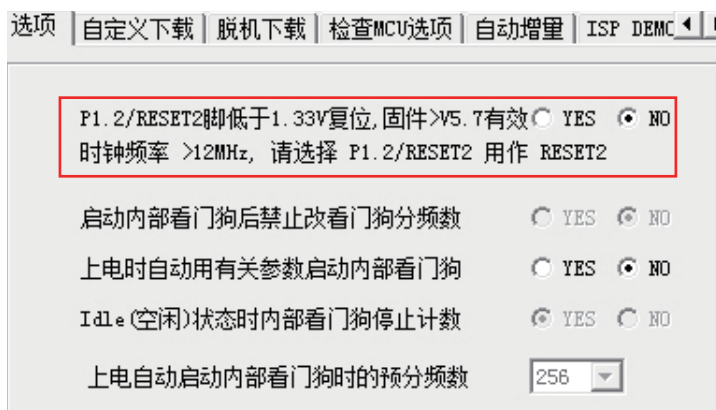 选项 自定义下载 脱机下载 检查MCU选项 自动增量 ISP DEMO
P1.2/RESET2脚低于1.33V复位,固件>V5.7有效 YES NO
时钟频率 >12MHz, 请选择 P1.2/RESET2 用作 RESET2
启动内部看门狗后禁止改看门狗分频数 YES NO
上电时自动用有关参数启动内部看门狗 YES NO
Idle(空闲)状态时内部看门狗停止计数 YES NO
上电自动启动内部看门狗时的预分频数 256